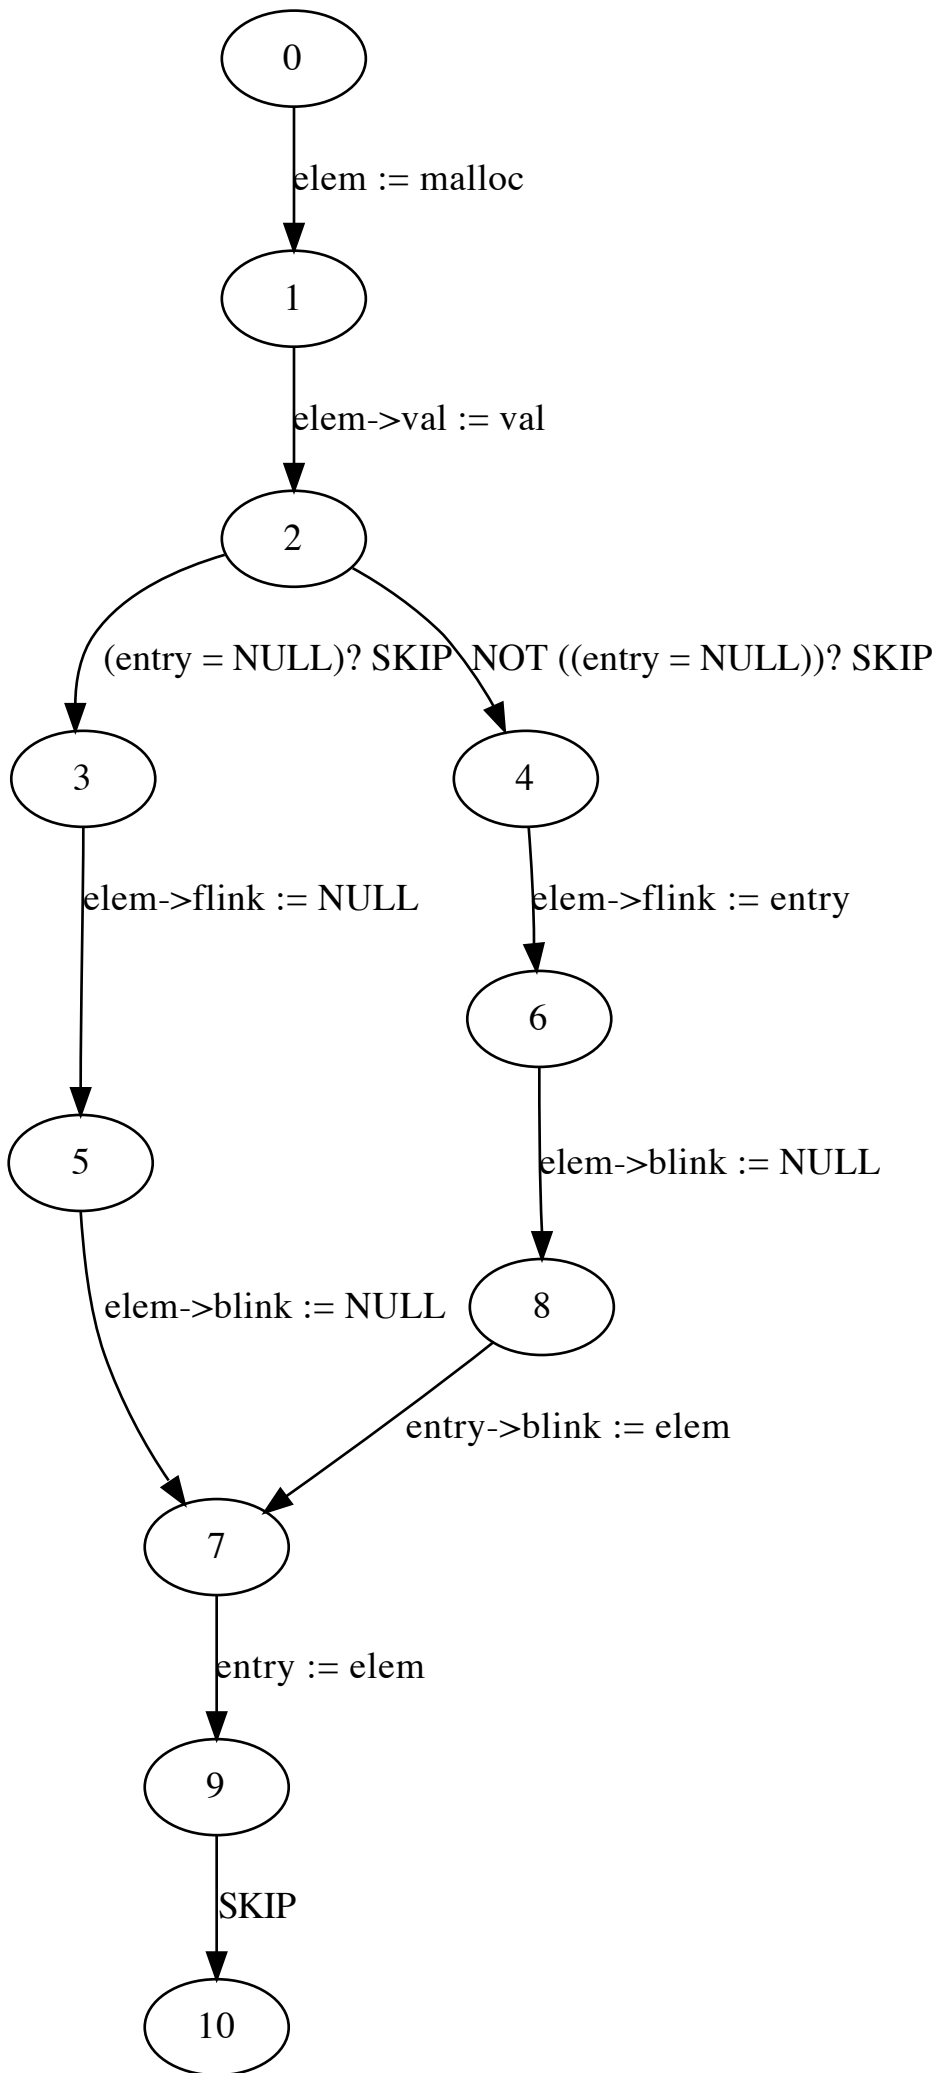 0
elem := malloc
1
elem->val := val
2
(entry = NULL)? SKIP
NOT ((entry = NULL))? SKIP
3
4
elem->flink := NULL
elem->flink := entry
6
5
elem->blink := NULL
elem->blink := NULL
8
entry->blink := elem
7
entry := elem
9
SKIP
10